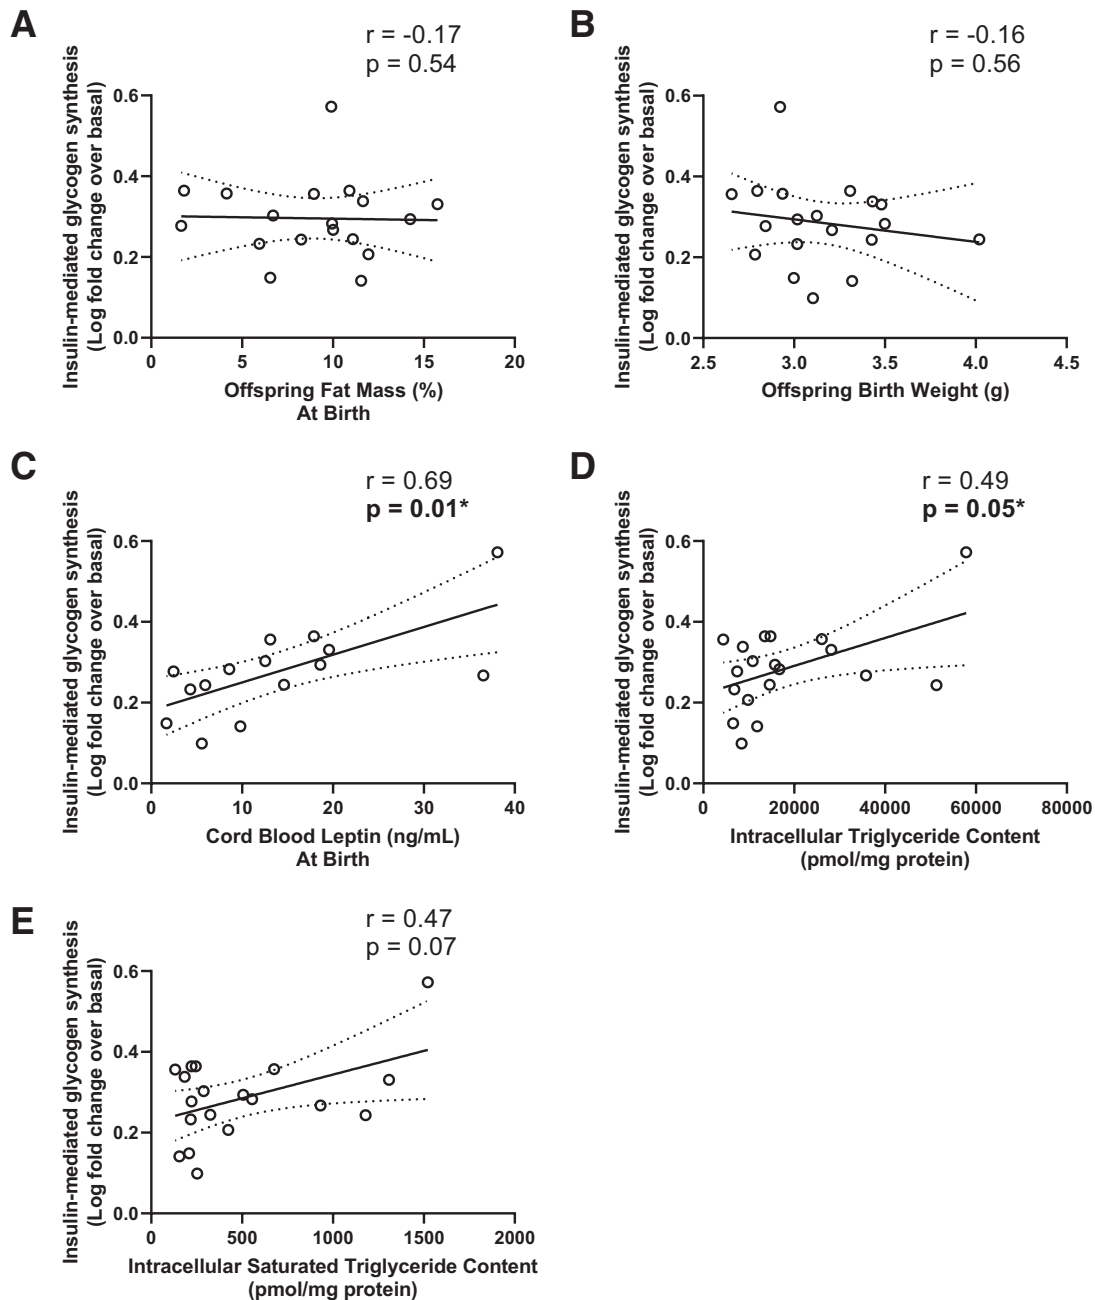 A
r = -0.17
p = 0.54
Insulin-mediated glycogen synthesis
(Log fold change over basal)
0.6
0.4
0.2
0.0
0 5 10 15 20
Offspring Fat Mass (%)
At Birth
B
r = -0.16
p = 0.56
Insulin-mediated glycogen synthesis
(Log fold change over basal)
0.6
0.4
0.2
0.0
2.5 3.0 3.5 4.0 4.5
Offspring Birth Weight (g)
C
r = 0.69
p = 0.01*
Insulin-mediated glycogen synthesis
(Log fold change over basal)
0.6
0.4
0.2
0.0
0 10 20 30 40
Cord Blood Leptin (ng/mL)
At Birth
D
r = 0.49
p = 0.05*
Insulin-mediated glycogen synthesis
(Log fold change over basal)
0.6
0.4
0.2
0.0
0 20000 40000 60000 80000
Intracellular Triglyceride Content
(pmol/mg protein)
E
r = 0.47
p = 0.07
Insulin-mediated glycogen synthesis
(Log fold change over basal)
0.6
0.4
0.2
0.0
0 500 1000 1500 2000
Intracellular Saturated Triglyceride Content
(pmol/mg protein)